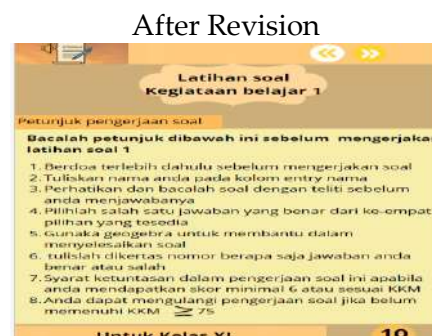 After Revision
Latihan soal
Kegiataan belajar 1
Petunjuk pengerjaan soal
Bacalah petunjuk dibawah ini sebelum mengerjaka
latihan soal 1
1. Berdoa terlebih dahulu sebelum mengerjakan soal
2. Tuliskan nama anda pada kolom entry nama
3. Perhatikan dan bacalah soal dengan teliti sebelum
anda menjawabanya
4. Pilihlah salah satu jawaban yang benar dari ke-empat
pilihan yang tesedia
5. Gunaka geogebra untuk membantu dalam
menyelesaikan soal
6. tulislah dikertas nomor berapa saja jawaban anda
benar atau salah
7. Syarat ketuntasan dalam pengerjaan soal ini apabila
anda mendapatkan skor minimal 6 atau sesuai KKM
8. Anda dapat mengulangi pengerjaan soal jika belum
memenuhi KKM ≥ 75
Untuk Kelas XI
19